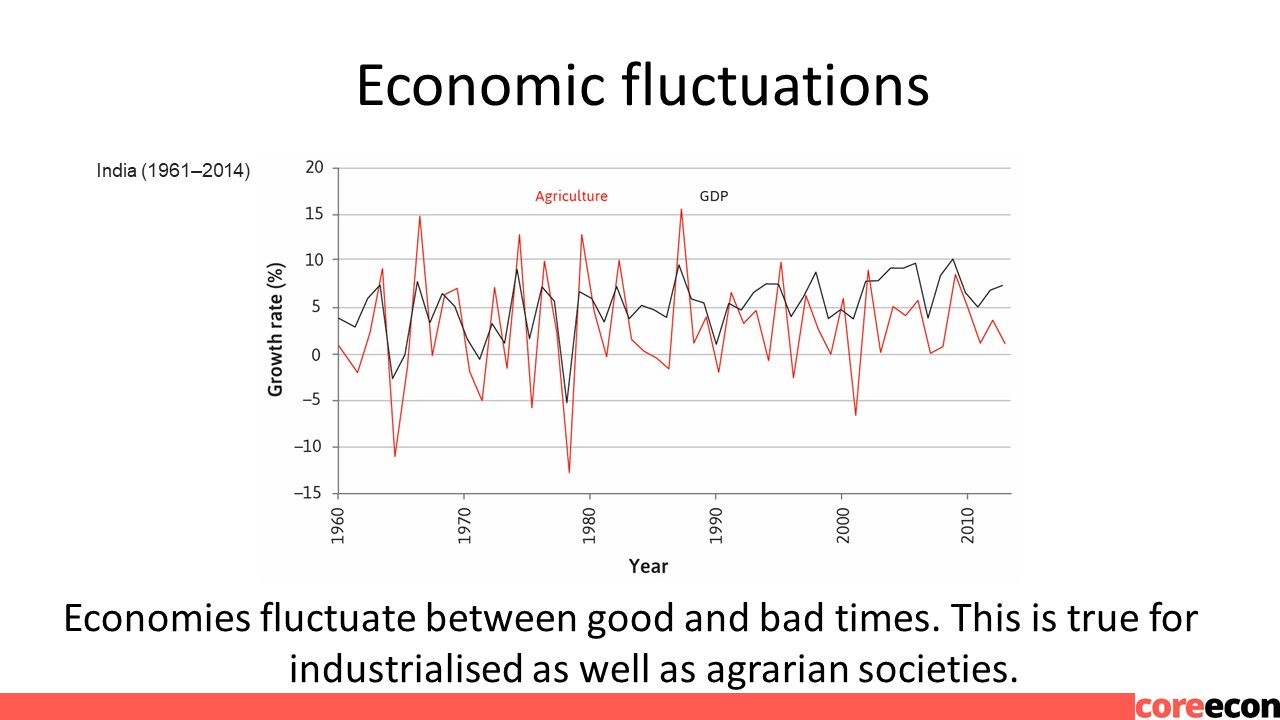 Economic fluctuations
India (1961–2014)
20
15
10
5
0
–5
–10
–15
Growth rate (%)
Agriculture
GDP
1960
1970
1980
1990
2000
2010
Year
Economies fluctuate between good and bad times. This is true for
industrialised as well as agrarian societies.
coreecon